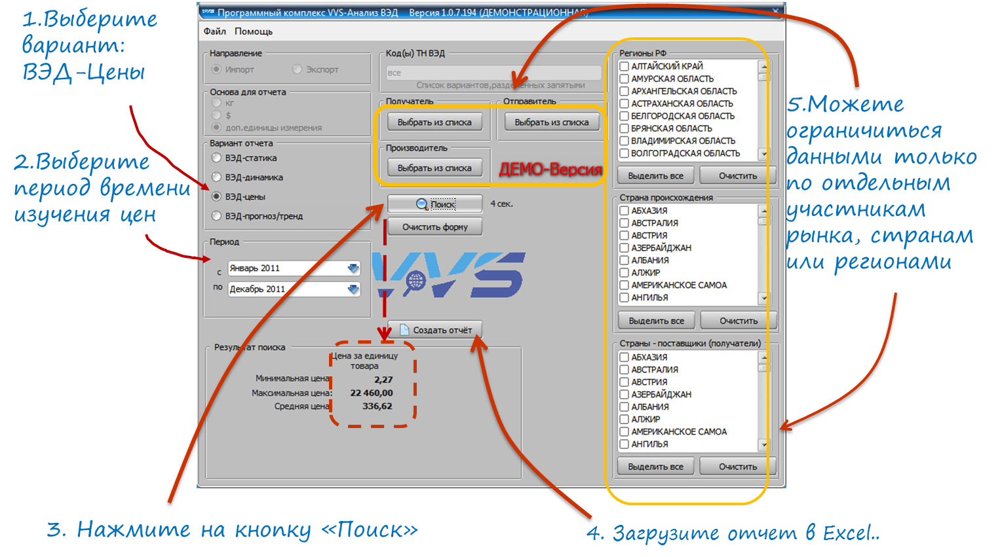 1.Выберите
вариант:
ВЭД-Цены
2.Выберите
период времени
изучения цен
VVS Программный комплекс VVS-Анализ ВЭД Версия 1.0.7.194 (ДЕМОНСТРАЦИОННАЯ)
Файл Помощь
Направление
Импорт Экспорт
Основа для отчета
кг
$
доп.единицы измерения
Вариант отчета
ВЭД-статика
ВЭД-динамика
ВЭД-цены
ВЭД-прогноз/тренд
Период
с Январь 2011
по Декабрь 2011
Код(ы) ТН ВЭД
все
Список вариантов,разделенных запятыми
Получатель Отправитель
Выбрать из списка Выбрать из списка
Производитель
Выбрать из списка
ДЕМО-Версия
Поиск 4 сек.
Очистить форму
VVS
Создать отчёт
Результат поиска
Цена за единицу
товара
Минимальная цена 2,27
Максимальная цена: 22 460,00
Средняя цена 336,62
Регионы РФ
АЛТАЙСКИЙ КРАЙ
АМУРСКАЯ ОБЛАСТЬ
АРХАНГЕЛЬСКАЯ ОБЛАСТЬ
АСТРАХАНСКАЯ ОБЛАСТЬ
БЕЛГОРОДСКАЯ ОБЛАСТЬ
БРЯНСКАЯ ОБЛАСТЬ
ВЛАДИМИРСКАЯ ОБЛАСТЬ
ВОЛГОГРАДСКАЯ ОБЛАСТЬ
Выделить все Очистить
Страна происхождения
АБХАЗИЯ
АВСТРАЛИЯ
АВСТРИЯ
АЗЕРБАЙДЖАН
АЛБАНИЯ
АЛЖИР
АМЕРИКАНСКОЕ САМОА
АНГИЛЬЯ
Выделить все Очистить
Страны - поставщики (получатели)
АБХАЗИЯ
АВСТРАЛИЯ
АВСТРИЯ
АЗЕРБАЙДЖАН
АЛБАНИЯ
АЛЖИР
АМЕРИКАНСКОЕ САМОА
АНГИЛЬЯ
Выделить все Очистить
5.Можете
ограничиться
данными только
по отдельным
участникам
рынка, странам
или регионами
3. Нажмите на кнопку «Поиск»
4. Загрузите отчет в Excel..